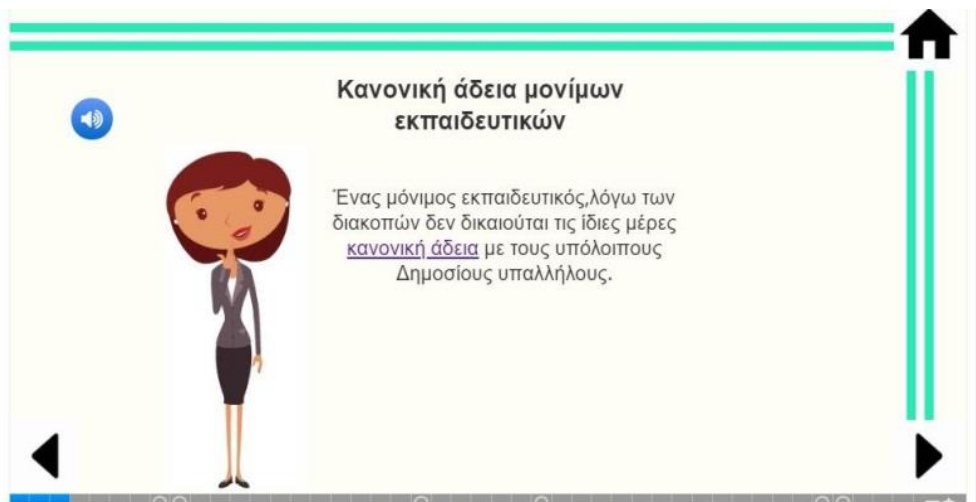 Κανονική άδεια μονίμων
εκπαιδευτικών
Ένας μόνιμος εκπαιδευτικός,λόγω των
διακοπών δεν δικαιούται τις ίδιες μέρες
κανονική άδεια με τους υπόλοιπους
Δημοσίους υπαλλήλους.